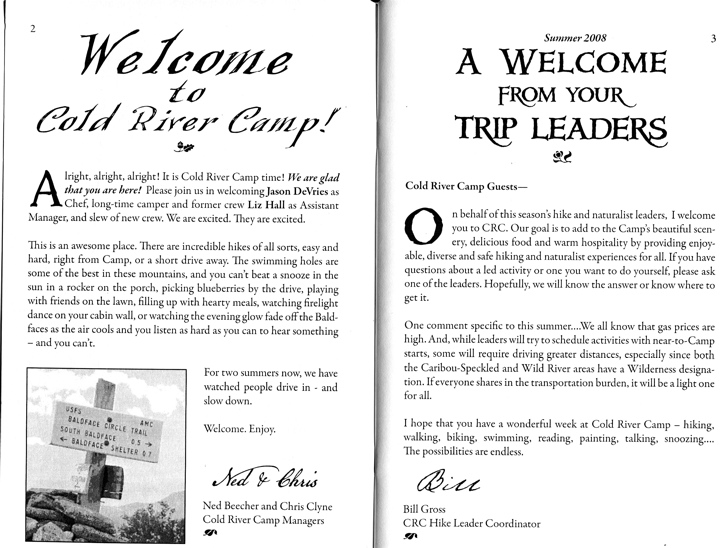 2
Welcome
to
Cold River Camp!
Alright, alright, alright! It is Cold River Camp time! We are glad
that you are here! Please join us in welcoming Jason DeVries as
Chef, long-time camper and former crew Liz Hall as Assistant
Manager, and slew of new crew. We are excited. They are excited.
This is an awesome place. There are incredible hikes of all sorts, easy and
hard, right from Camp, or a short drive away. The swimming holes are
some of the best in these mountains, and you can't beat a snooze in the
sun in a rocker on the porch, picking blueberries by the drive, playing
with friends on the lawn, filling up with hearty meals, watching firelight
dance on your cabin wall, or watching the evening glow fade off the Bald-
faces as the air cools and you listen as hard as you can to hear something
– and you can't.
USFS AMC
BALDFACE CIRCLE TRAIL
SOUTH BALDFACE 0.5 →
← BALDFACE SHELTER 0.7
For two summers now, we have
watched people drive in - and
slow down.
Welcome. Enjoy.
Ned & Chris
Ned Beecher and Chris Clyne
Cold River Camp Managers
Summer 2008
3
A WELCOME
FROM YOUR
TRIP LEADERS
Cold River Camp Guests—
On behalf of this season's hike and naturalist leaders, I welcome
you to CRC. Our goal is to add to the Camp's beautiful scen-
ery, delicious food and warm hospitality by providing enjoy-
able, diverse and safe hiking and naturalist experiences for all. If you have
questions about a led activity or one you want to do yourself, please ask
one of the leaders. Hopefully, we will know the answer or know where to
get it.
One comment specific to this summer....We all know that gas prices are
high. And, while leaders will try to schedule activities with near-to-Camp
starts, some will require driving greater distances, especially since both
the Caribou-Speckled and Wild River areas have a Wilderness designa-
tion. If everyone shares in the transportation burden, it will be a light one
for all.
I hope that you have a wonderful week at Cold River Camp – hiking,
walking, biking, swimming, reading, painting, talking, snoozing....
The possibilities are endless.
Bill
Bill Gross
CRC Hike Leader Coordinator